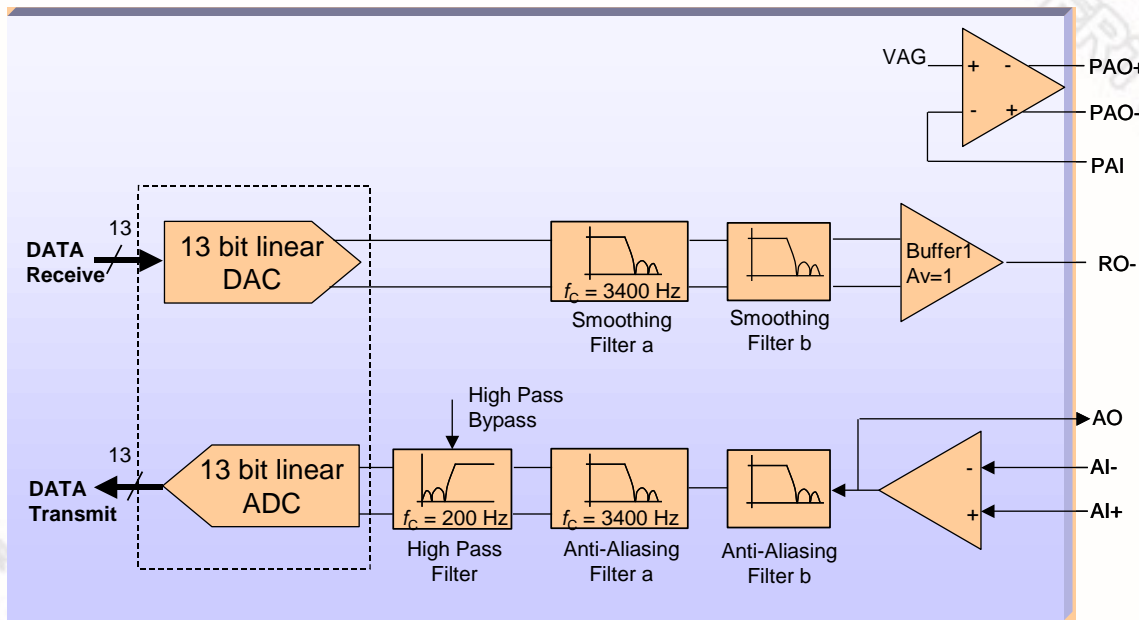 VAG
+ -
- +
PAO+
PAO-
PAI
13
DATA
Receive
13 bit linear
DAC
fC = 3400 Hz
Smoothing
Filter a
Smoothing
Filter b
Buffer1
Av=1
RO-
High Pass
Bypass
13
DATA
Transmit
13 bit linear
ADC
fC = 200 Hz
High Pass
Filter
fC = 3400 Hz
Anti-Aliasing
Filter a
Anti-Aliasing
Filter b
-
+
AO
AI-
AI+